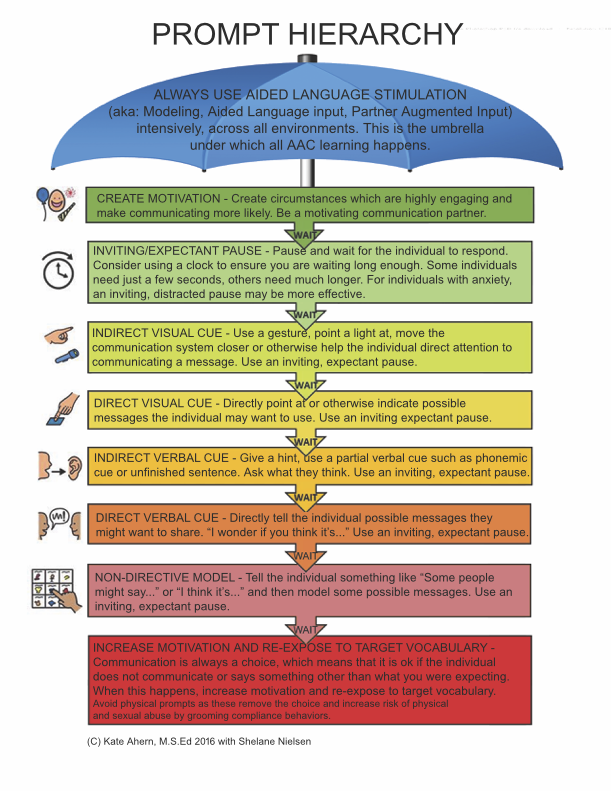 PROMPT HIERARCHY
ALWAYS USE AIDED LANGUAGE STIMULATION
(aka: Modeling, Aided Language input, Partner Augmented Input)
intensively, across all environments. This is the umbrella
under which all AAC learning happens.
CREATE MOTIVATION - Create circumstances which are highly engaging and
make communicating more likely. Be a motivating communication partner.
WAIT
INVITING/EXPECTANT PAUSE - Pause and wait for the individual to respond.
Consider using a clock to ensure you are waiting long enough. Some individuals
need just a few seconds, others need much longer. For individuals with anxiety,
an inviting, distracted pause may be more effective.
WAIT
INDIRECT VISUAL CUE - Use a gesture, point a light at, move the
communication system closer or otherwise help the individual direct attention to
communicating a message. Use an inviting, expectant pause.
WAIT
DIRECT VISUAL CUE - Directly point at or otherwise indicate possible
messages the individual may want to use. Use an inviting expectant pause.
WAIT
INDIRECT VERBAL CUE - Give a hint, use a partial verbal cue such as phonemic
cue or unfinished sentence. Ask what they think. Use an inviting, expectant pause.
WAIT
DIRECT VERBAL CUE - Directly tell the individual possible messages they
might want to share. “I wonder if you think it’s...” Use an inviting, expectant pause.
WAIT
NON-DIRECTIVE MODEL - Tell the individual something like “Some people
might say...” or “I think it’s...” and then model some possible messages. Use an
inviting, expectant pause.
WAIT
INCREASE MOTIVATION AND RE-EXPOSE TO TARGET VOCABULARY -
Communication is always a choice, which means that it is ok if the individual
does not communicate or says something other than what you were expecting.
When this happens, increase motivation and re-expose to target vocabulary.
Avoid physical prompts as these remove the choice and increase risk of physical
and sexual abuse by grooming compliance behaviors.
(C) Kate Ahern, M.S.Ed 2016 with Shelane Nielsen